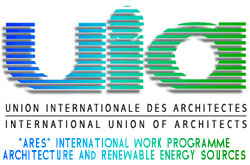 uia
UNION INTERNATIONALE DES ARCHITECTES
INTERNATIONAL UNION OF ARCHITECTS
"ARES" INTERNATIONAL WORK PROGRAMME
ARCHITECTURE AND RENEWABLE ENERGY SOURCES